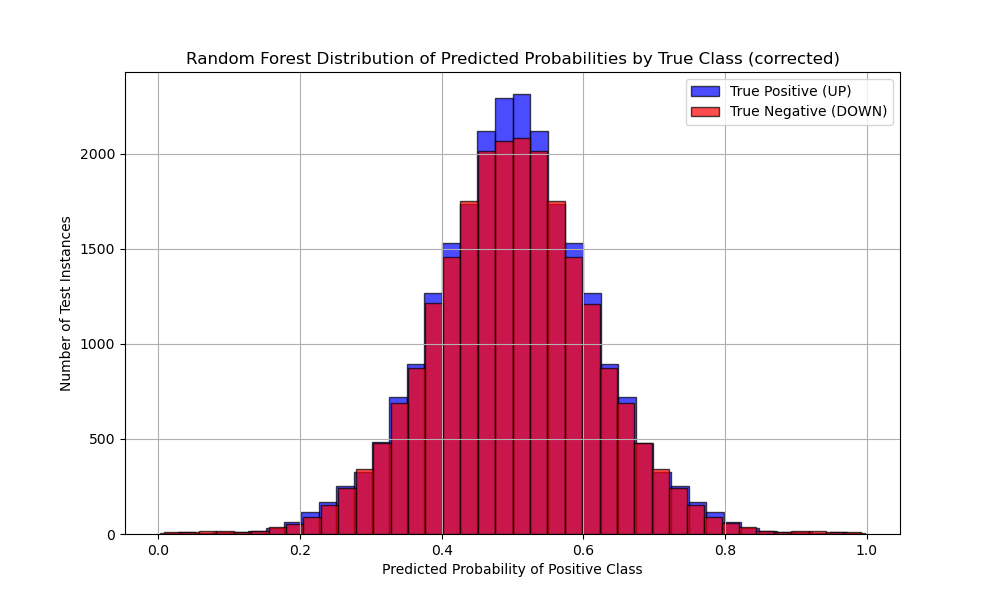 Random Forest Distribution of Predicted Probabilities by True Class (corrected)
True Positive (UP)
True Negative (DOWN)
Number of Test Instances
2000
1500
1000
500
0
0.0 0.2 0.4 0.6 0.8 1.0
Predicted Probability of Positive Class